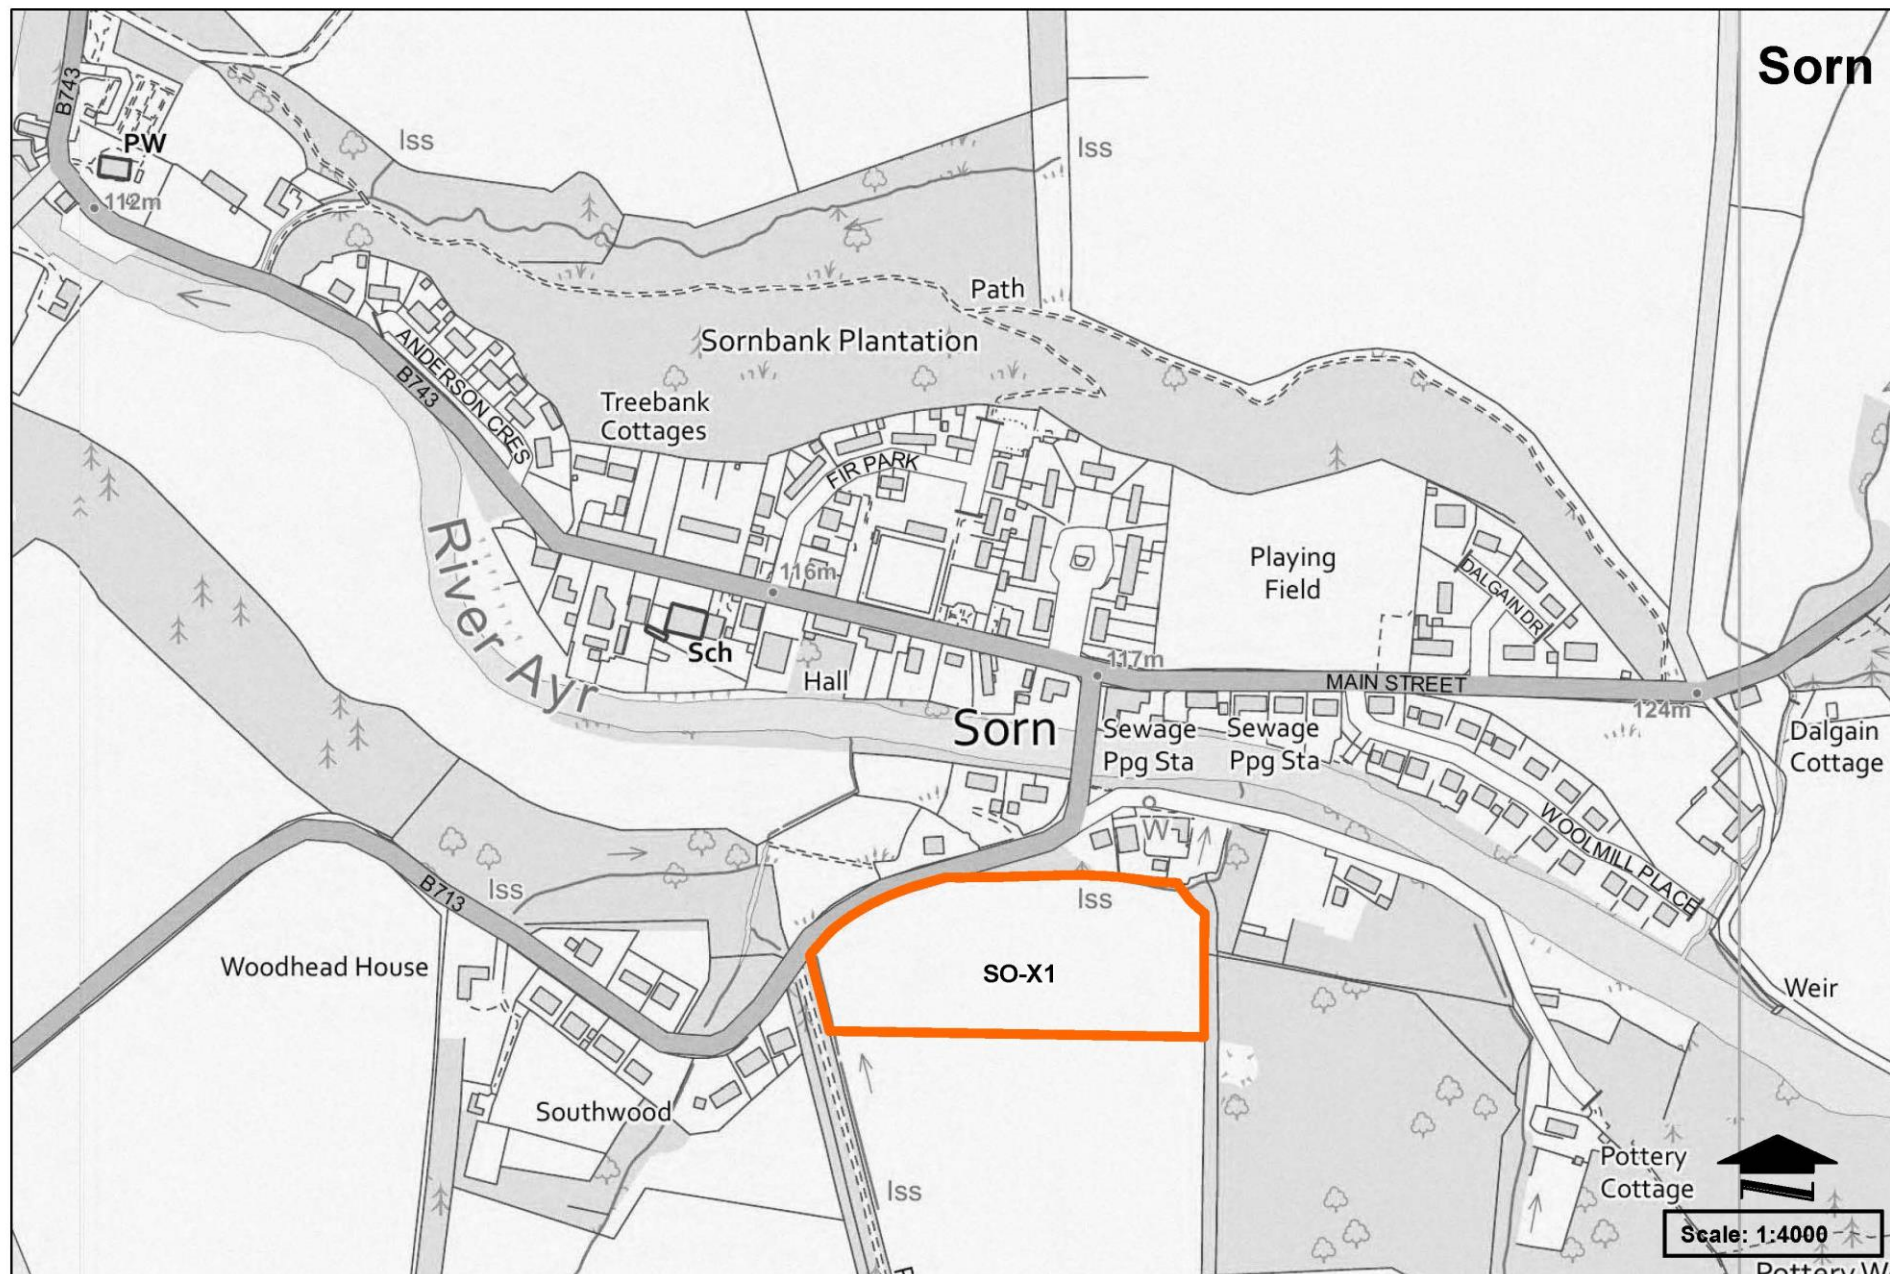 Sorn
B743
PW
Iss
Iss
112m
Path
Sornbank Plantation
ANDERSON CRES
B743
Treebank
Cottages
FIR PARK
River Ayr
Playing
Field
DALGAIN DR
116m
Sch
Hall
117m
MAIN STREET
124m
Sorn
Sewage
Ppg Sta
Sewage
Ppg Sta
Dalgain
Cottage
W
WOOLMILL PLACE
B713
Iss
Iss
Woodhead House
SO-X1
Weir
Southwood
Iss
Pottery
Cottage
Scale: 1:4000